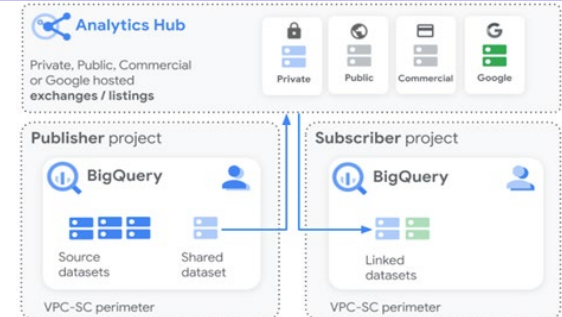 Analytics Hub
Private, Public, Commercial
or Google hosted
exchanges / listings
Private
Public
Commercial
Google
Publisher project
BigQuery
Source
datasets
Shared
dataset
VPC-SC perimeter
Subscriber project
BigQuery
Linked
datasets
VPC-SC perimeter